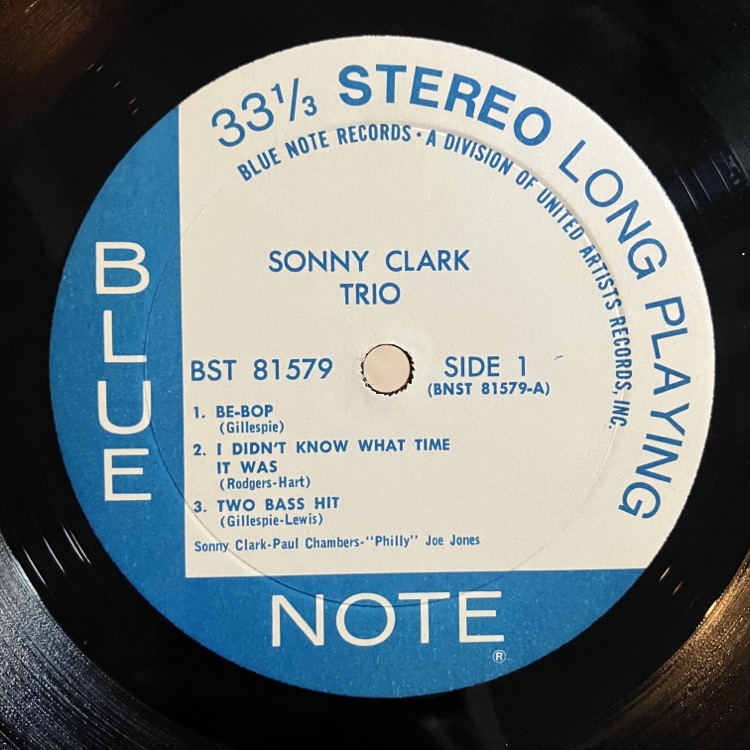 33⅓ STEREO LONG PLAYING
BLUE NOTE RECORDS • A DIVISION OF UNITED ARTISTS RECORDS, INC.
SONNY CLARK
TRIO
BST 81579
SIDE 1
(BNST 81579-A)
1. BE-BOP
(Gillespie)
2. I DIDN'T KNOW WHAT TIME
IT WAS
(Rodgers-Hart)
3. TWO BASS HIT
(Gillespie-Lewis)
Sonny Clark-Paul Chambers-"Philly" Joe Jones
BLUE
NOTE
®